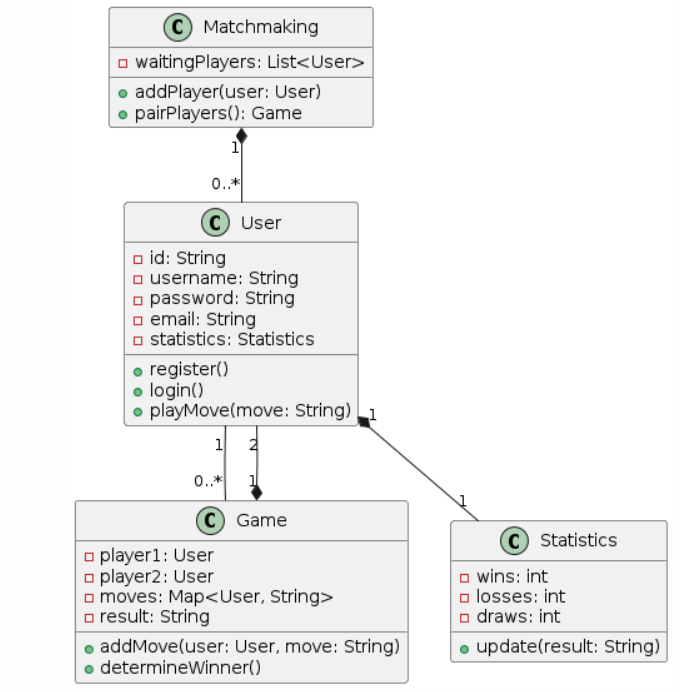 C Matchmaking
waitingPlayers: List<User>
addPlayer(user: User)
pairPlayers(): Game
1
0..*
C User
id: String
username: String
password: String
email: String
statistics: Statistics
register()
login()
playMove(move: String)
1
1 2
0..* 1
1
C Game
player1: User
player2: User
moves: Map<User, String>
result: String
addMove(user: User, move: String)
determineWinner()
C Statistics
wins: int
losses: int
draws: int
update(result: String)